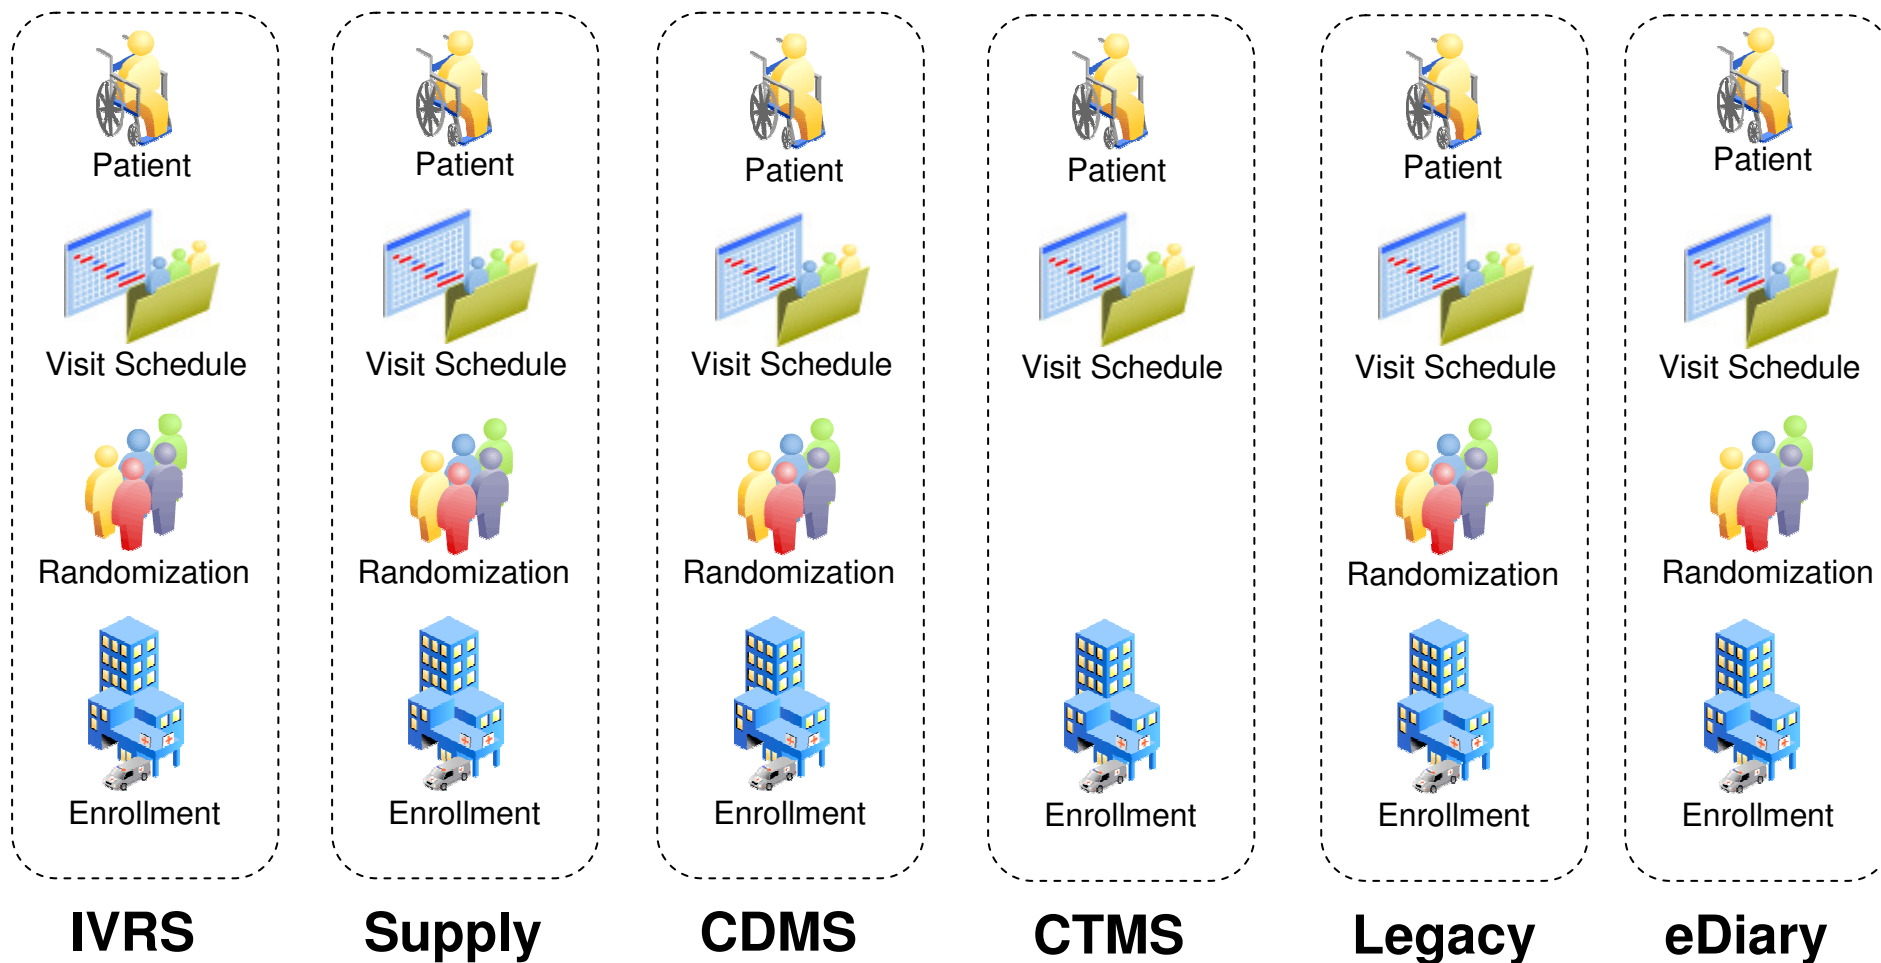 Patient
Visit Schedule
Randomization
Enrollment
IVRS
Patient
Visit Schedule
Randomization
Enrollment
Supply
Patient
Visit Schedule
Randomization
Enrollment
CDMS
Patient
Visit Schedule
Enrollment
CTMS
Patient
Visit Schedule
Randomization
Enrollment
Legacy
Patient
Visit Schedule
Randomization
Enrollment
eDiary